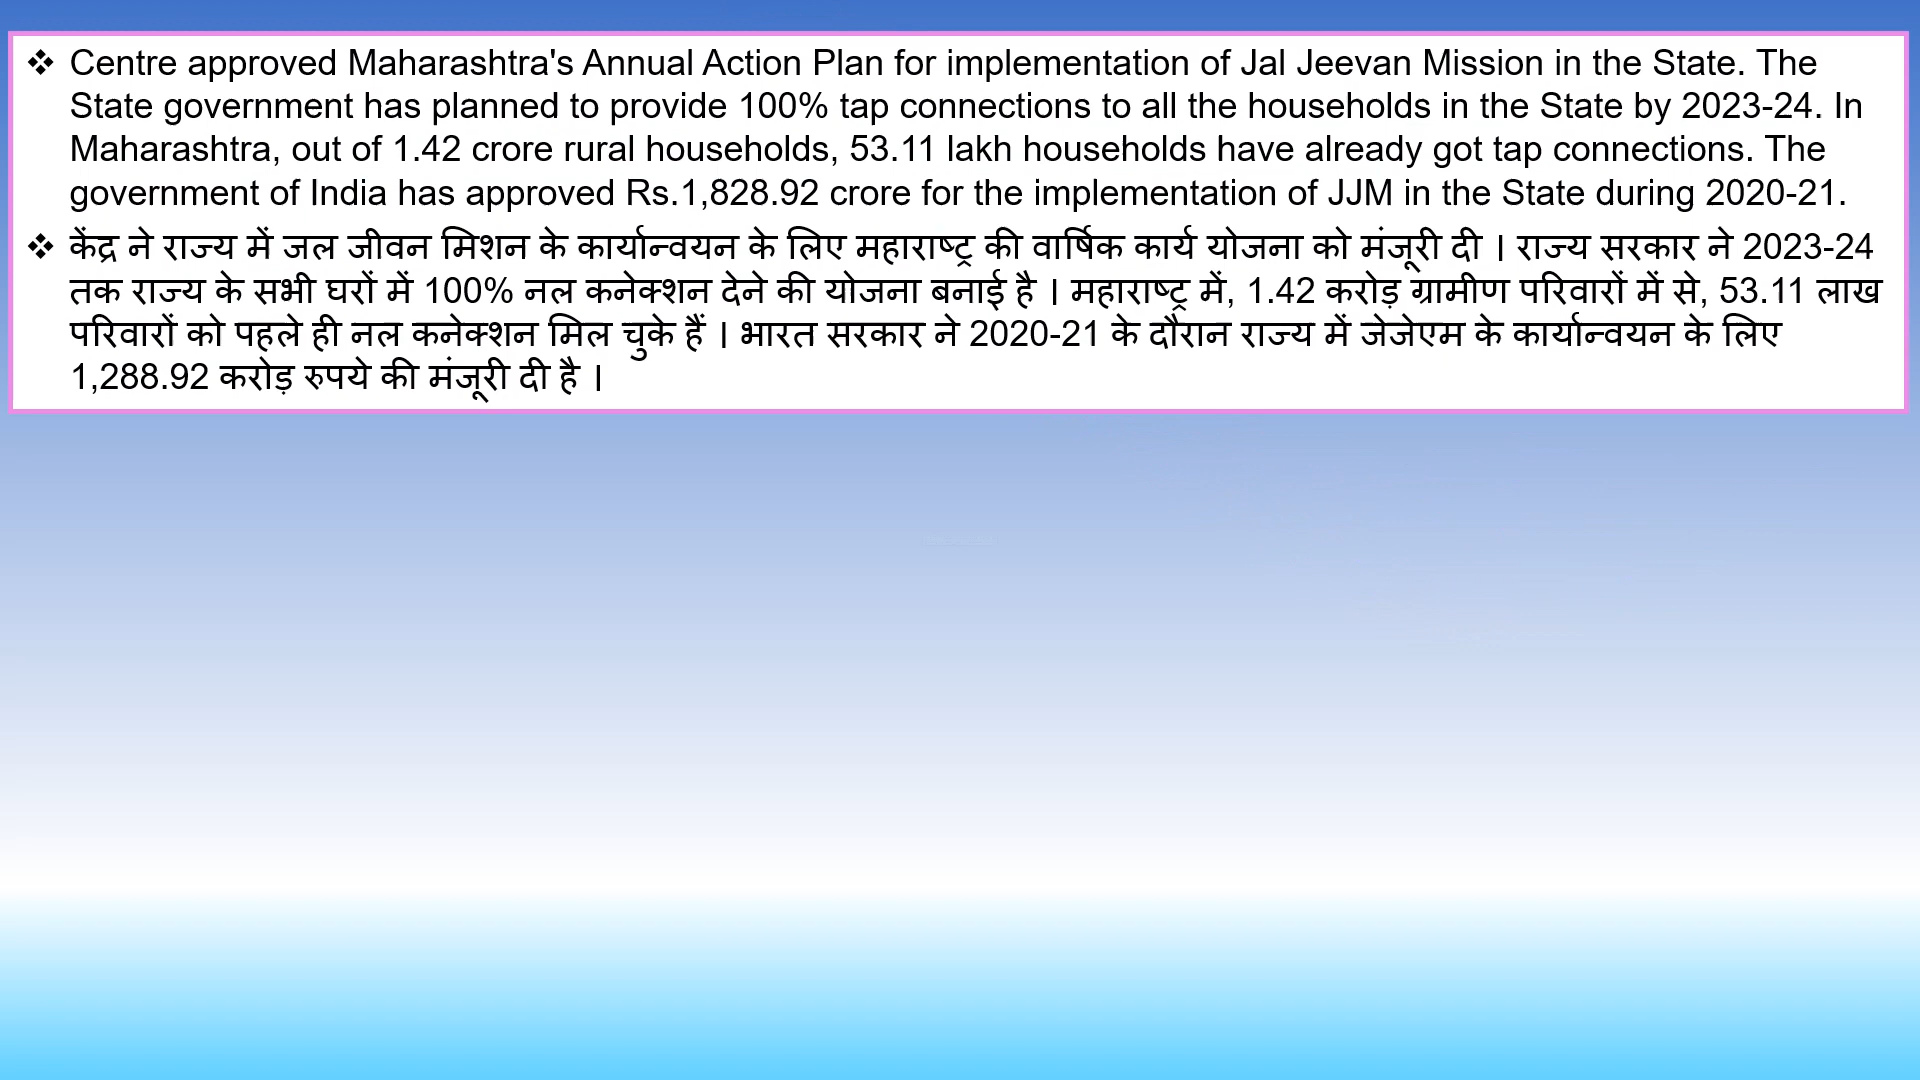 ❖ Centre approved Maharashtra's Annual Action Plan for implementation of Jal Jeevan Mission in the State. The
State government has planned to provide 100% tap connections to all the households in the State by 2023-24. In
Maharashtra, out of 1.42 crore rural households, 53.11 lakh households have already got tap connections. The
government of India has approved Rs.1,828.92 crore for the implementation of JJM in the State during 2020-21.
❖ केंद्र ने राज्य में जल जीवन मिशन के कार्यान्वयन के लिए महाराष्ट्र की वार्षिक कार्य योजना को मंजूरी दी । राज्य सरकार ने 2023-24
तक राज्य के सभी घरों में 100% नल कनेक्शन देने की योजना बनाई है । महाराष्ट्र में, 1.42 करोड़ ग्रामीण परिवारों में से, 53.11 लाख
परिवारों को पहले ही नल कनेक्शन मिल चुके हैं । भारत सरकार ने 2020-21 के दौरान राज्य में जेजेएम के कार्यान्वयन के लिए
1,288.92 करोड़ रुपये की मंजूरी दी है ।